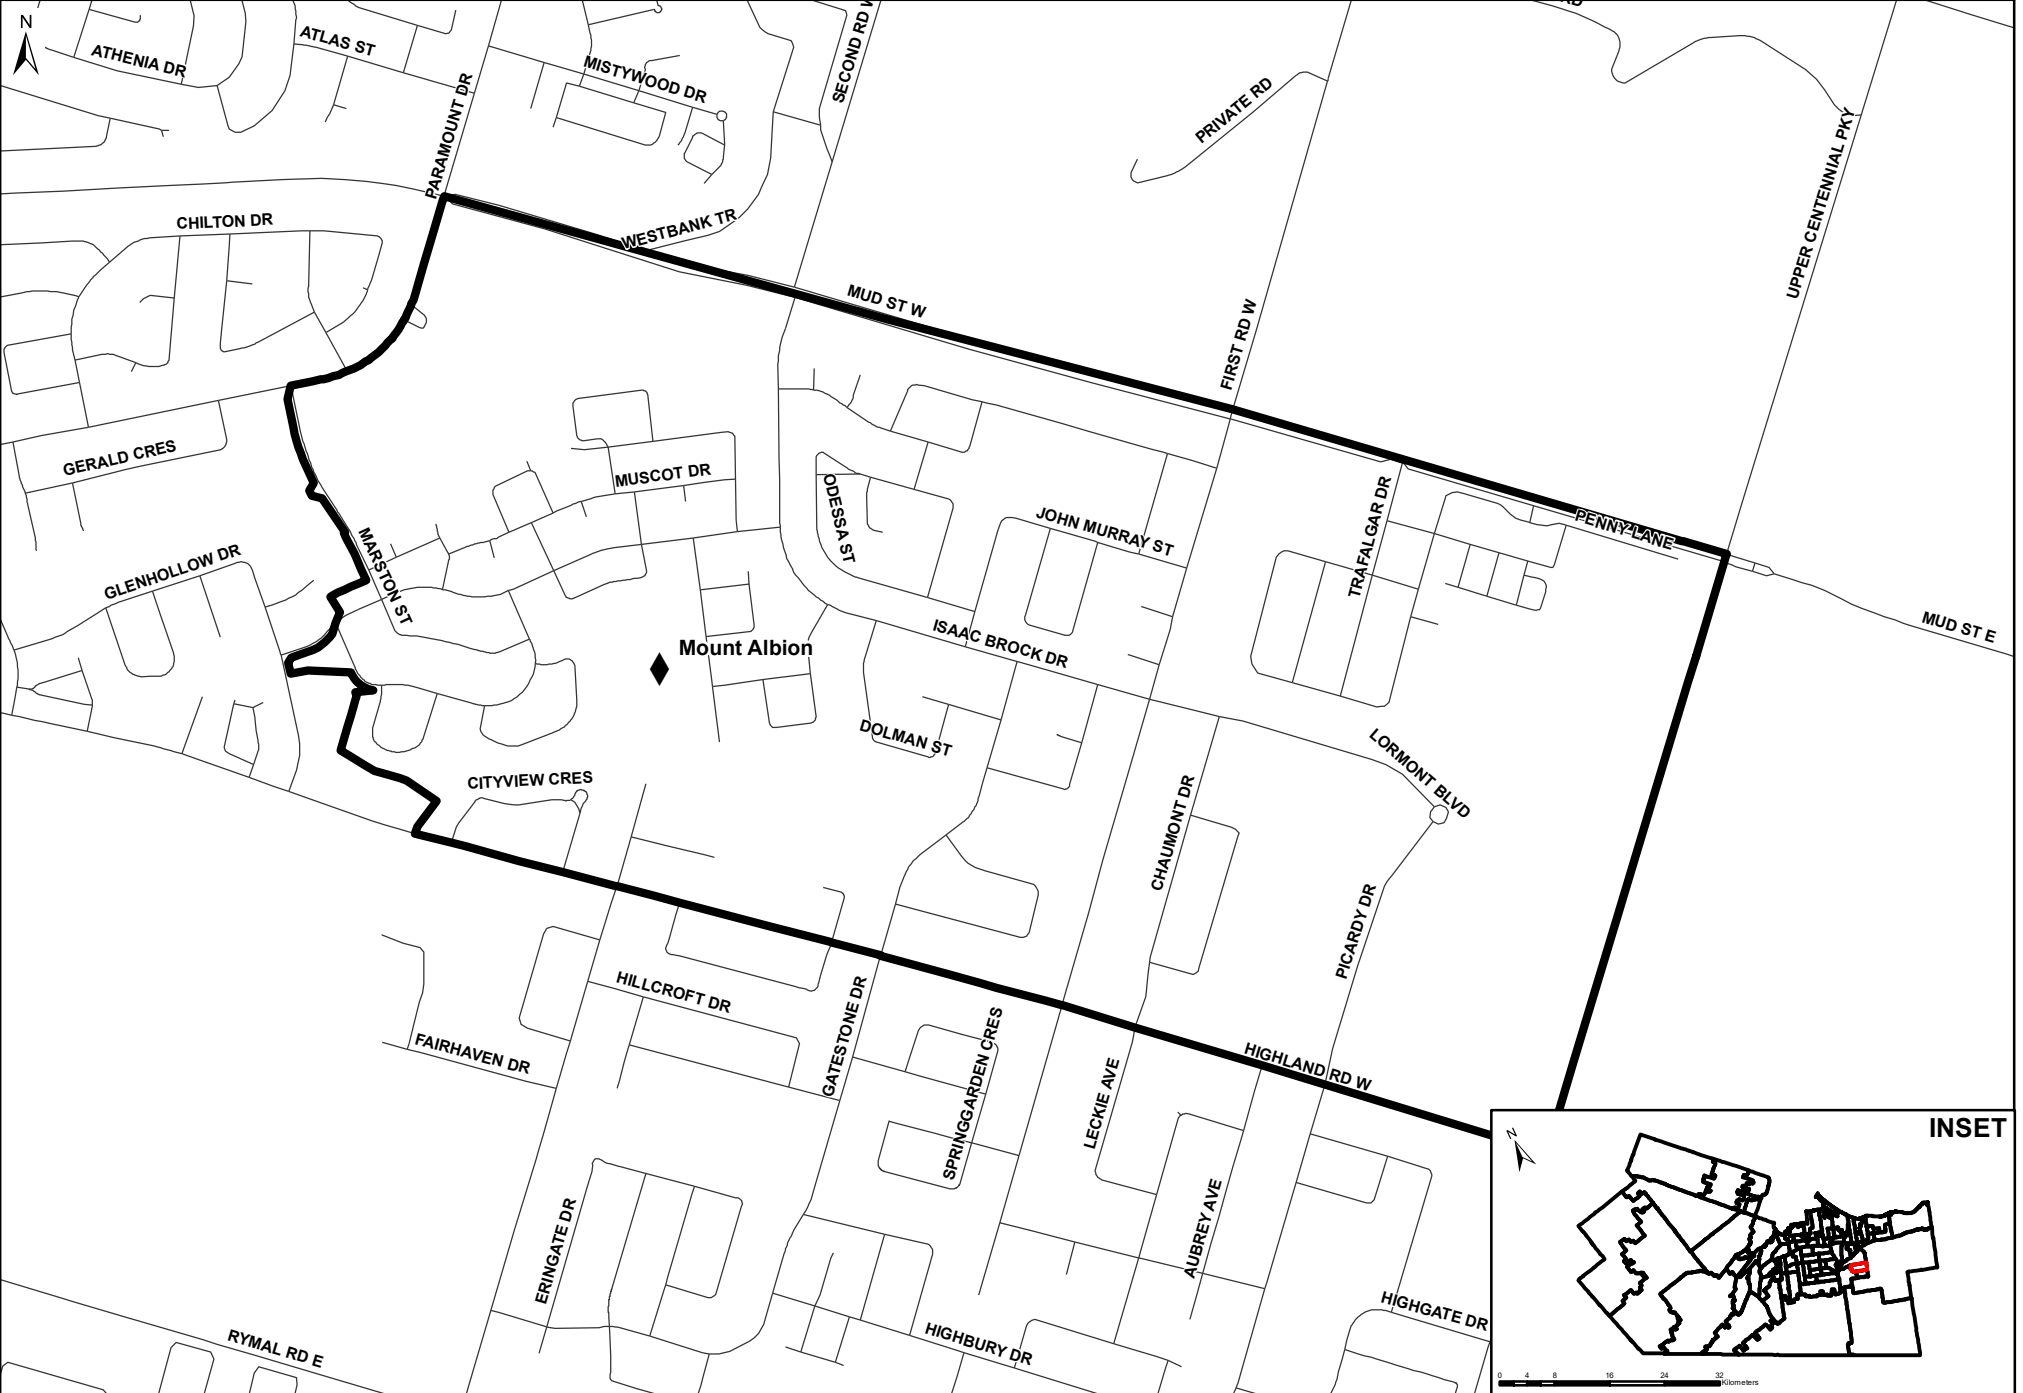 N
ATHENIA DR
ATLAS ST
PARAMOUNT DR
MISTYWOOD DR
SECOND RD W
PRIVATE RD
UPPER CENTENNIAL PKY
CHILTON DR
WESTBANK TR
MUD ST W
FIRST RD W
GERALD CRES
MUSCOT DR
ODESSA ST
JOHN MURRAY ST
TRAFALGAR DR
PENNY LANE
MUD ST E
GLENHOLLOW DR
MARSTON ST
Mount Albion
ISAAC BROCK DR
DOLMAN ST
LORMONT BLVD
CITYVIEW CRES
CHAUMONT DR
PICARDY DR
HILLCROFT DR
GATESTONE DR
SPRINGGARDEN CRES
HIGHLAND RD W
FAIRHAVEN DR
LECKIE AVE
AUBREY AVE
ERINGATE DR
HIGHGATE DR
HIGHBURY DR
RYMAL RD E
INSET
N
0 4 8 16 24 32
Kilometers